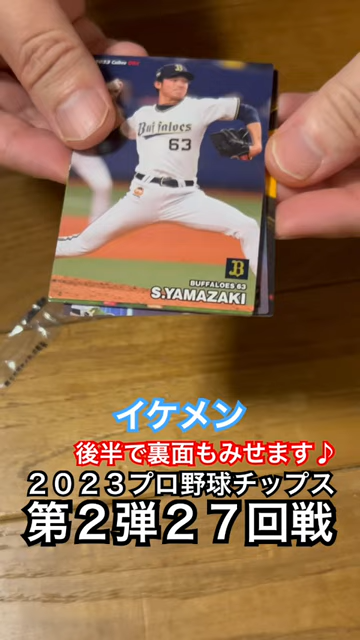 2023 Calbee
Buffaloes
63
B
BUFFALOES 63
S.YAMAZAKI
イケメン
後半で裏面もみせます♪
2023プロ野球チップス
第2弾27回戦